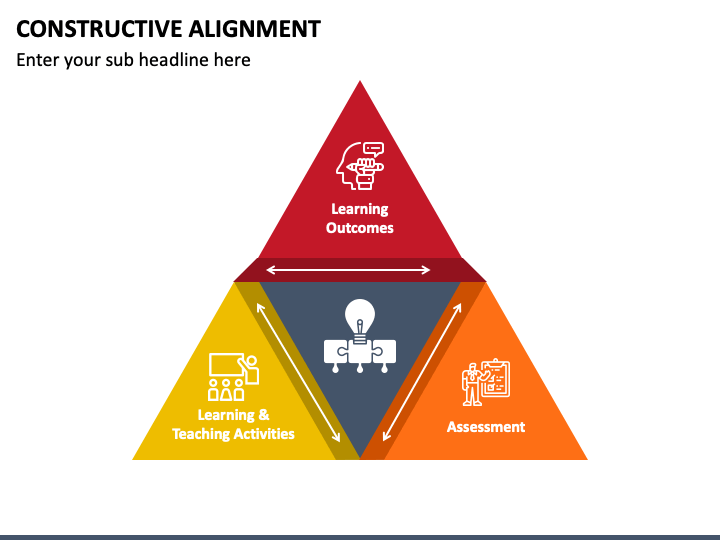 CONSTRUCTIVE ALIGNMENT
Enter your sub headline here
Learning
Outcomes
Learning &
Teaching Activities
Assessment